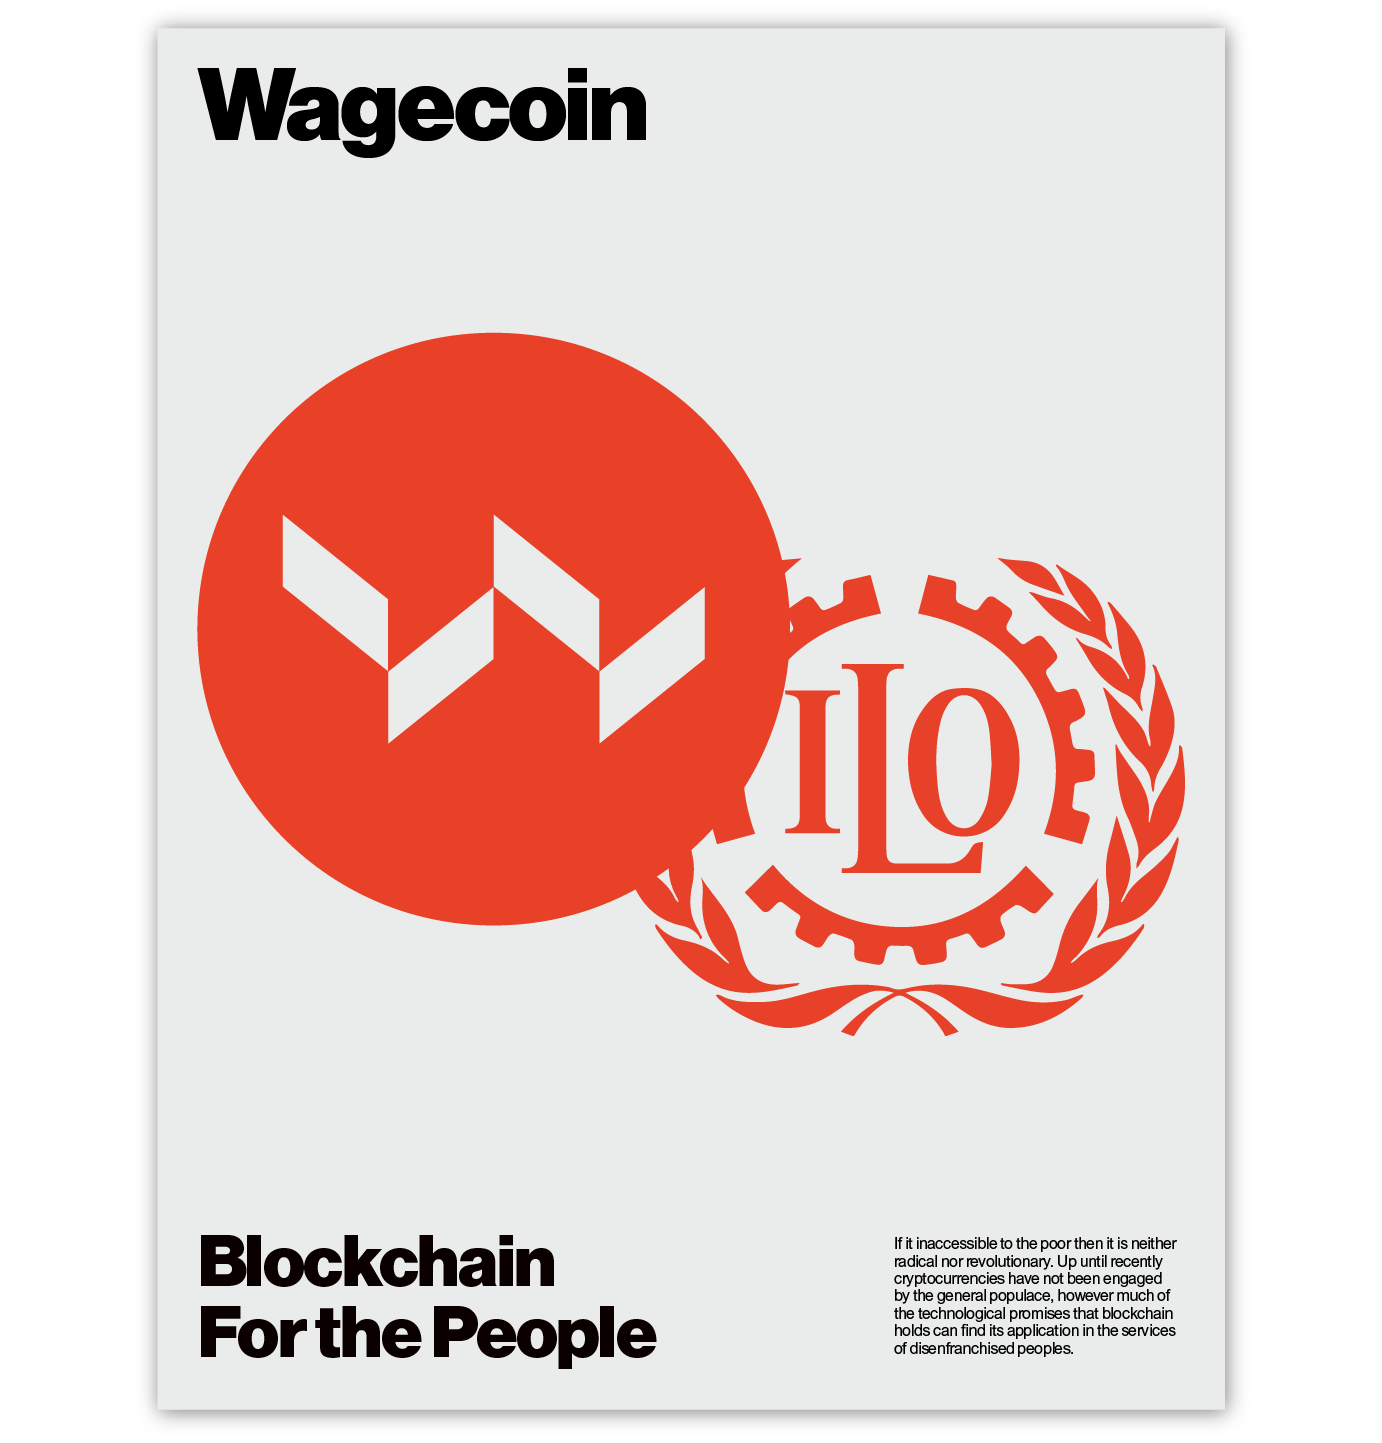 Wagecoin
ILO
Blockchain
For the People
If it inaccessible to the poor then it is neither
radical nor revolutionary. Up until recently
cryptocurrencies have not been engaged
by the general populace, however much of
the technological promises that blockchain
holds can find its application in the services
of disenfranchised peoples.